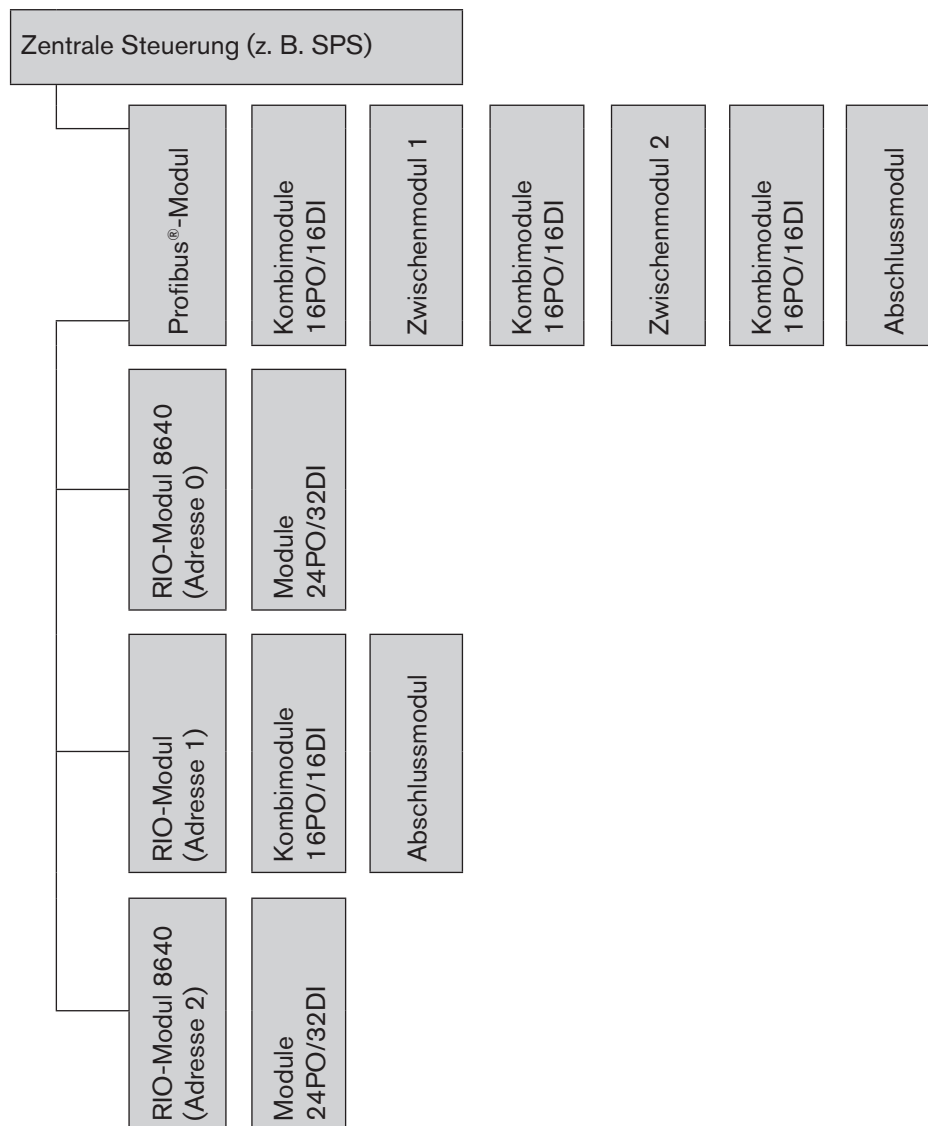 Zentrale Steuerung (z. B. SPS)
Profibus®-Modul
Kombimodule
16PO/16DI
Zwischenmodul 1
Kombimodule
16PO/16DI
Zwischenmodul 2
Kombimodule
16PO/16DI
Abschlussmodul
RIO-Modul 8640
(Adresse 0)
Module
24PO/32DI
RIO-Modul
(Adresse 1)
Kombimodule
16PO/16DI
Abschlussmodul
RIO-Modul 8640
(Adresse 2)
Module
24PO/32DI